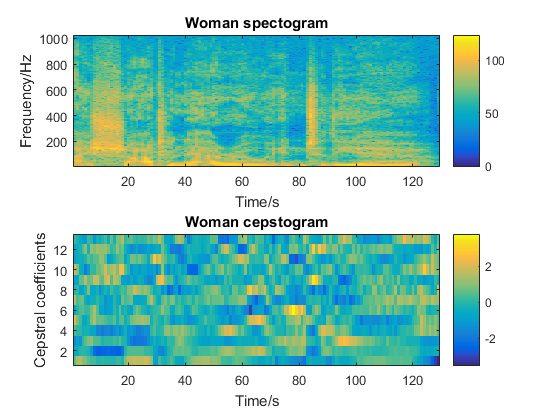 Woman spectogram
Frequency/Hz
1000
800
600
400
200
20 40 60 80 100 120
Time/s
100
50
0
Woman cepstogram
Cepstral coefficients
12
10
8
6
4
2
20 40 60 80 100 120
Time/s
2
0
-2